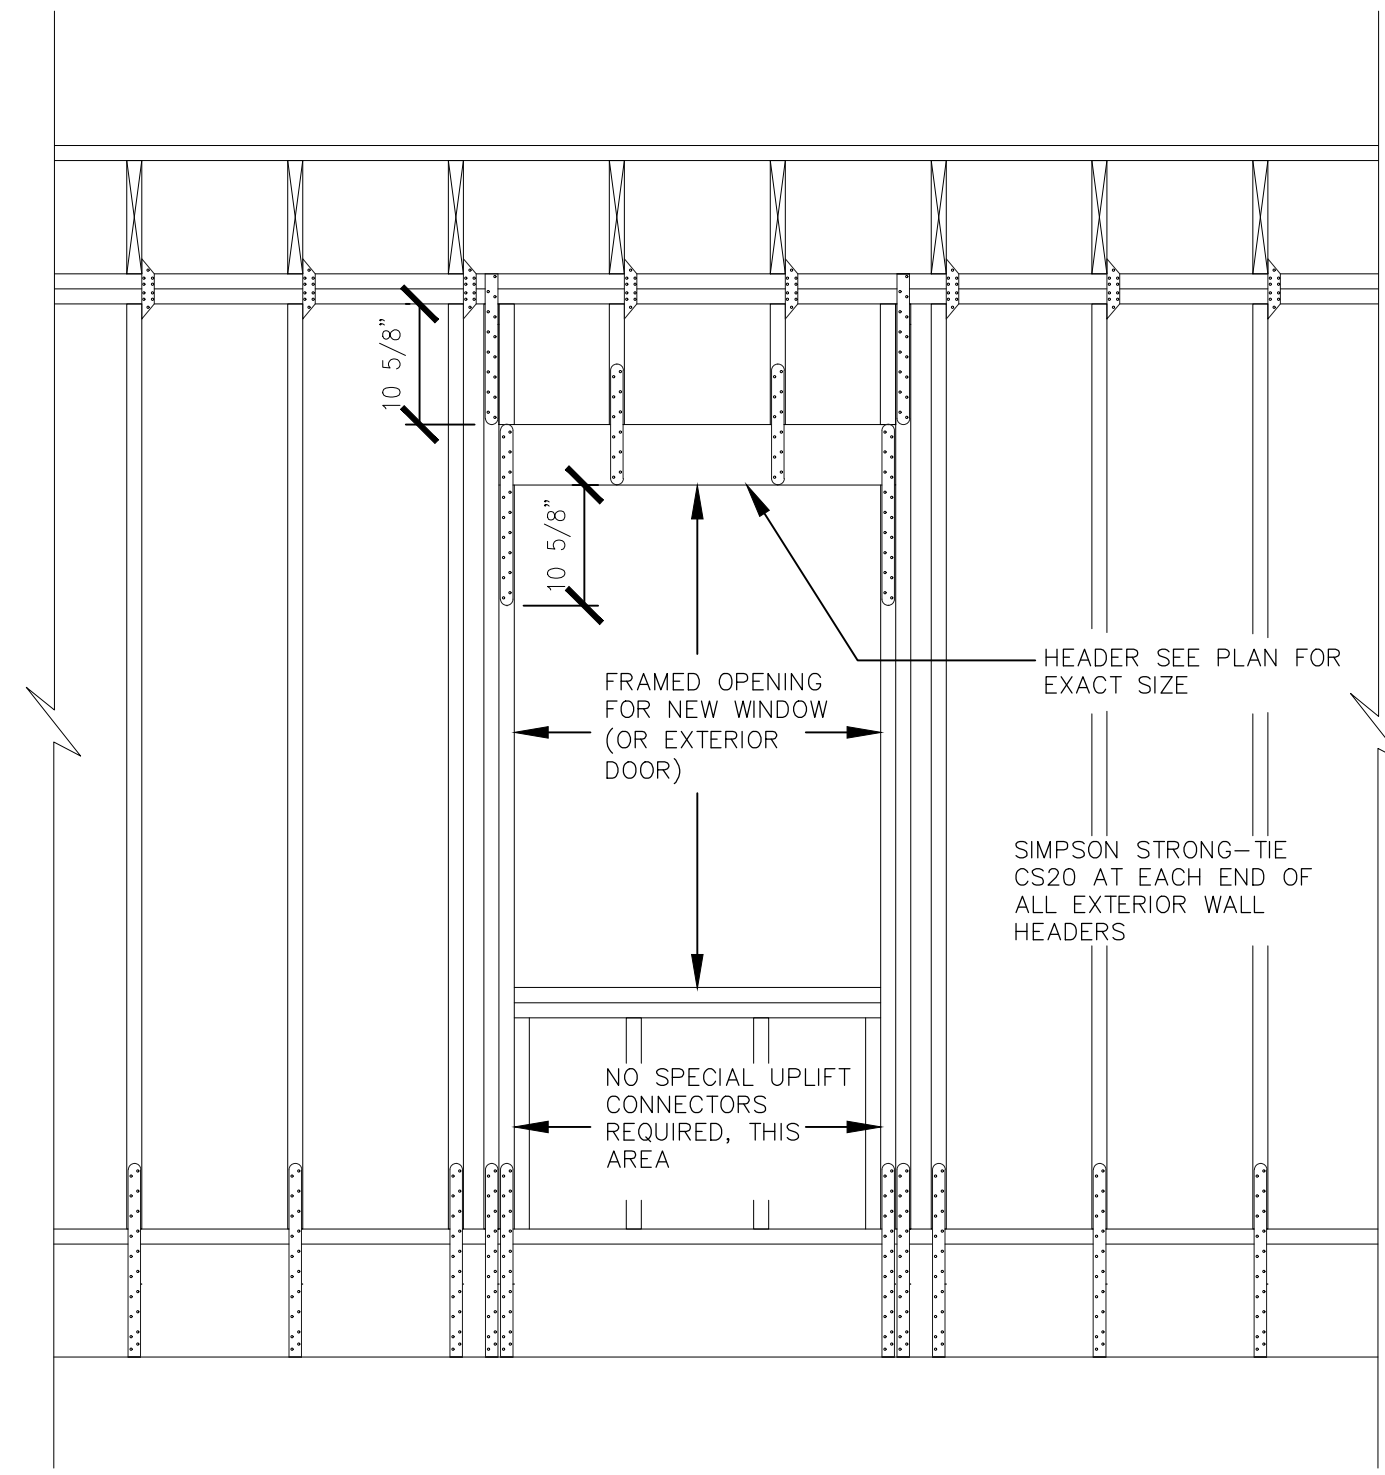 10 5/8"
10 5/8"
HEADER SEE PLAN FOR
EXACT SIZE
FRAMED OPENING
FOR NEW WINDOW
(OR EXTERIOR
DOOR)
SIMPSON STRONG-TIE
CS20 AT EACH END OF
ALL EXTERIOR WALL
HEADERS
NO SPECIAL UPLIFT
CONNECTORS
REQUIRED, THIS
AREA